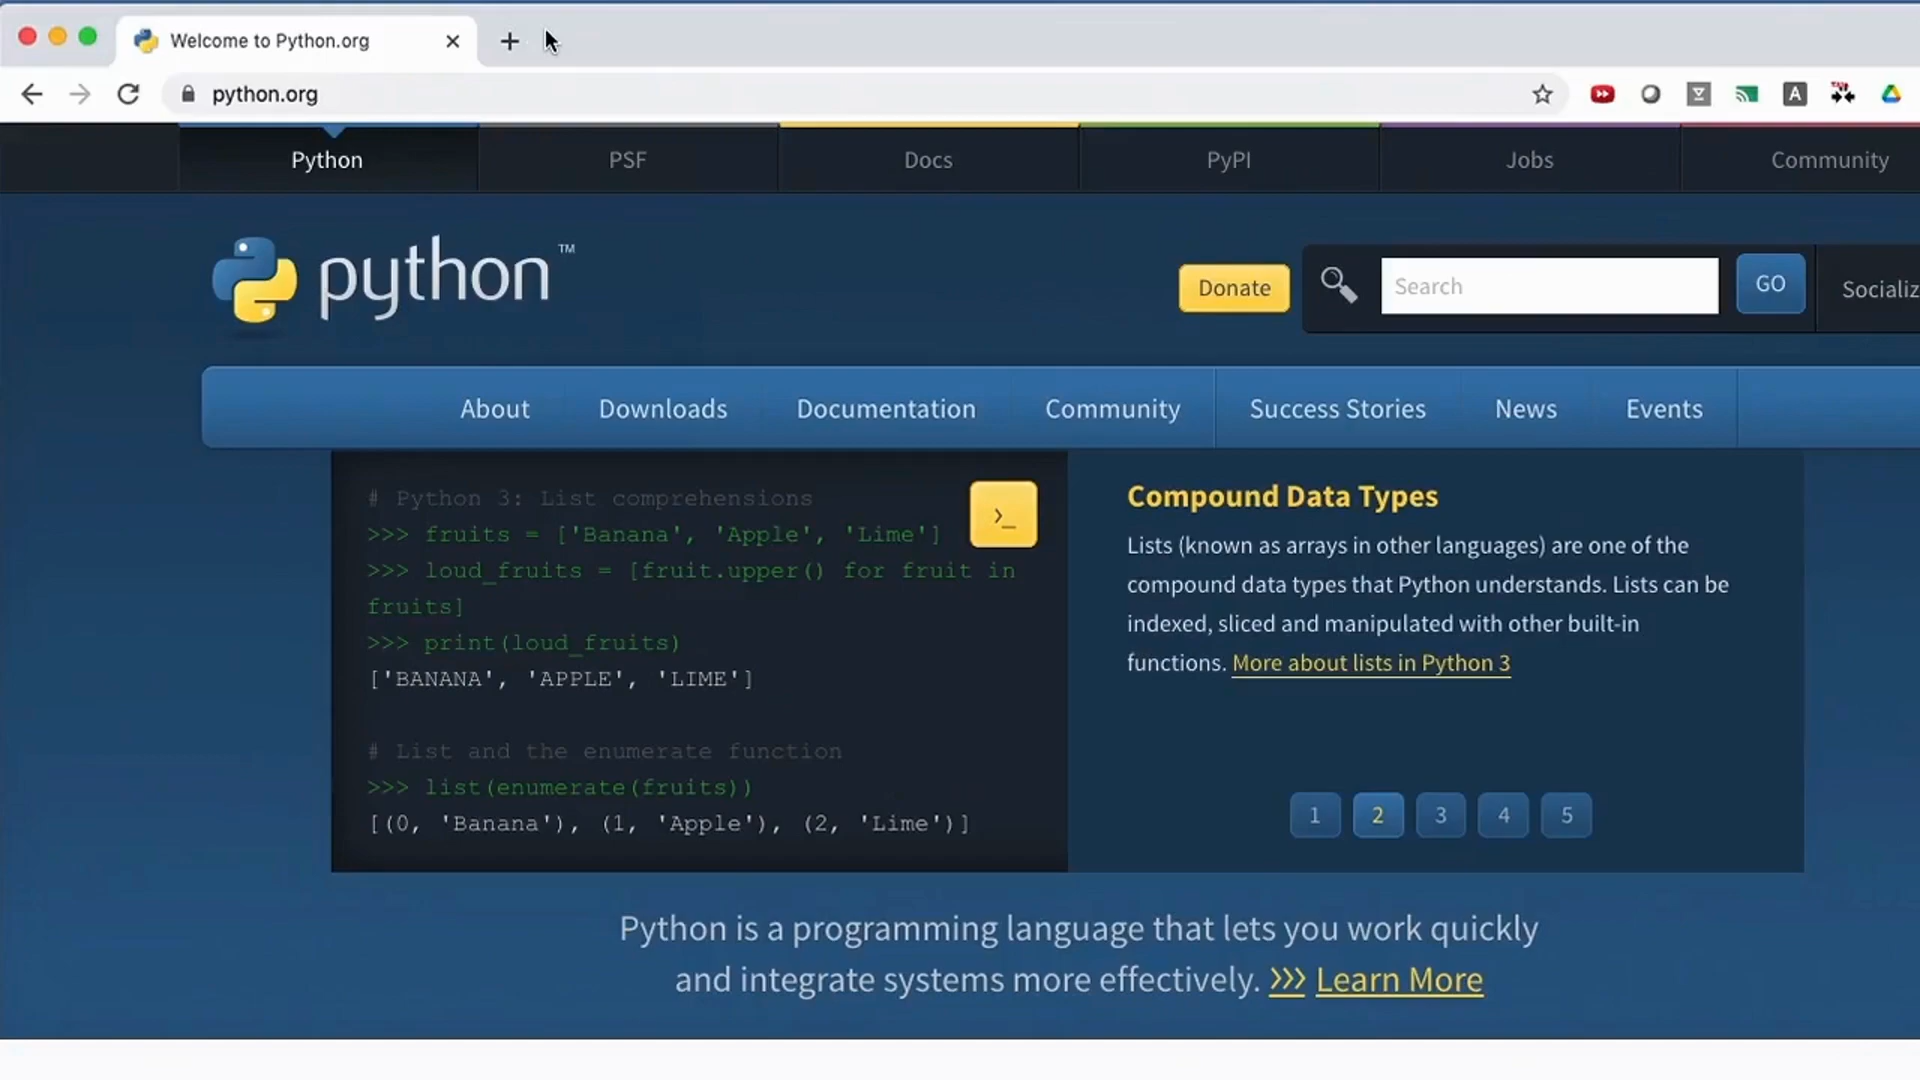 Welcome to Python.org
python.org
Python PSF Docs PyPI Jobs Community
python™
Donate Search GO Socializ
About Downloads Documentation Community Success Stories News Events
# Python 3: List comprehensions
>>> fruits = ['Banana', 'Apple', 'Lime']
>>> loud_fruits = [fruit.upper() for fruit in
fruits]
>>> print(loud_fruits)
['BANANA', 'APPLE', 'LIME']
# List and the enumerate function
>>> list(enumerate(fruits))
[(0, 'Banana'), (1, 'Apple'), (2, 'Lime')]
>_
Compound Data Types
Lists (known as arrays in other languages) are one of the
compound data types that Python understands. Lists can be
indexed, sliced and manipulated with other built-in
functions. More about lists in Python 3
1 2 3 4 5
Python is a programming language that lets you work quickly
and integrate systems more effectively. >>> Learn More